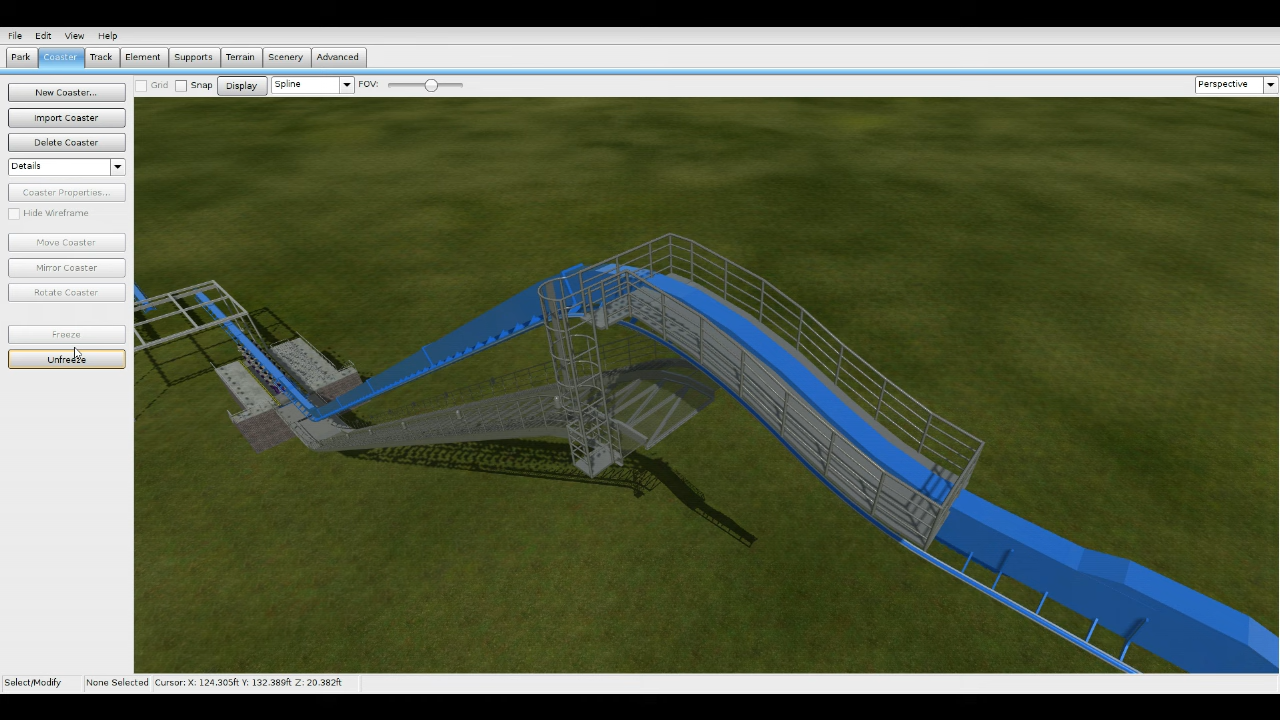 File Edit View Help
Park Coaster Track Element Supports Terrain Scenery Advanced
Grid Snap Display Spline FOV: Perspective
New Coaster...
Import Coaster
Delete Coaster
Details
Coaster Properties...
Hide Wireframe
Move Coaster
Mirror Coaster
Rotate Coaster
Freeze
Unfreeze
Select/Modify None Selected Cursor: X: 124.305ft Y: 132.389ft Z: 20.382ft